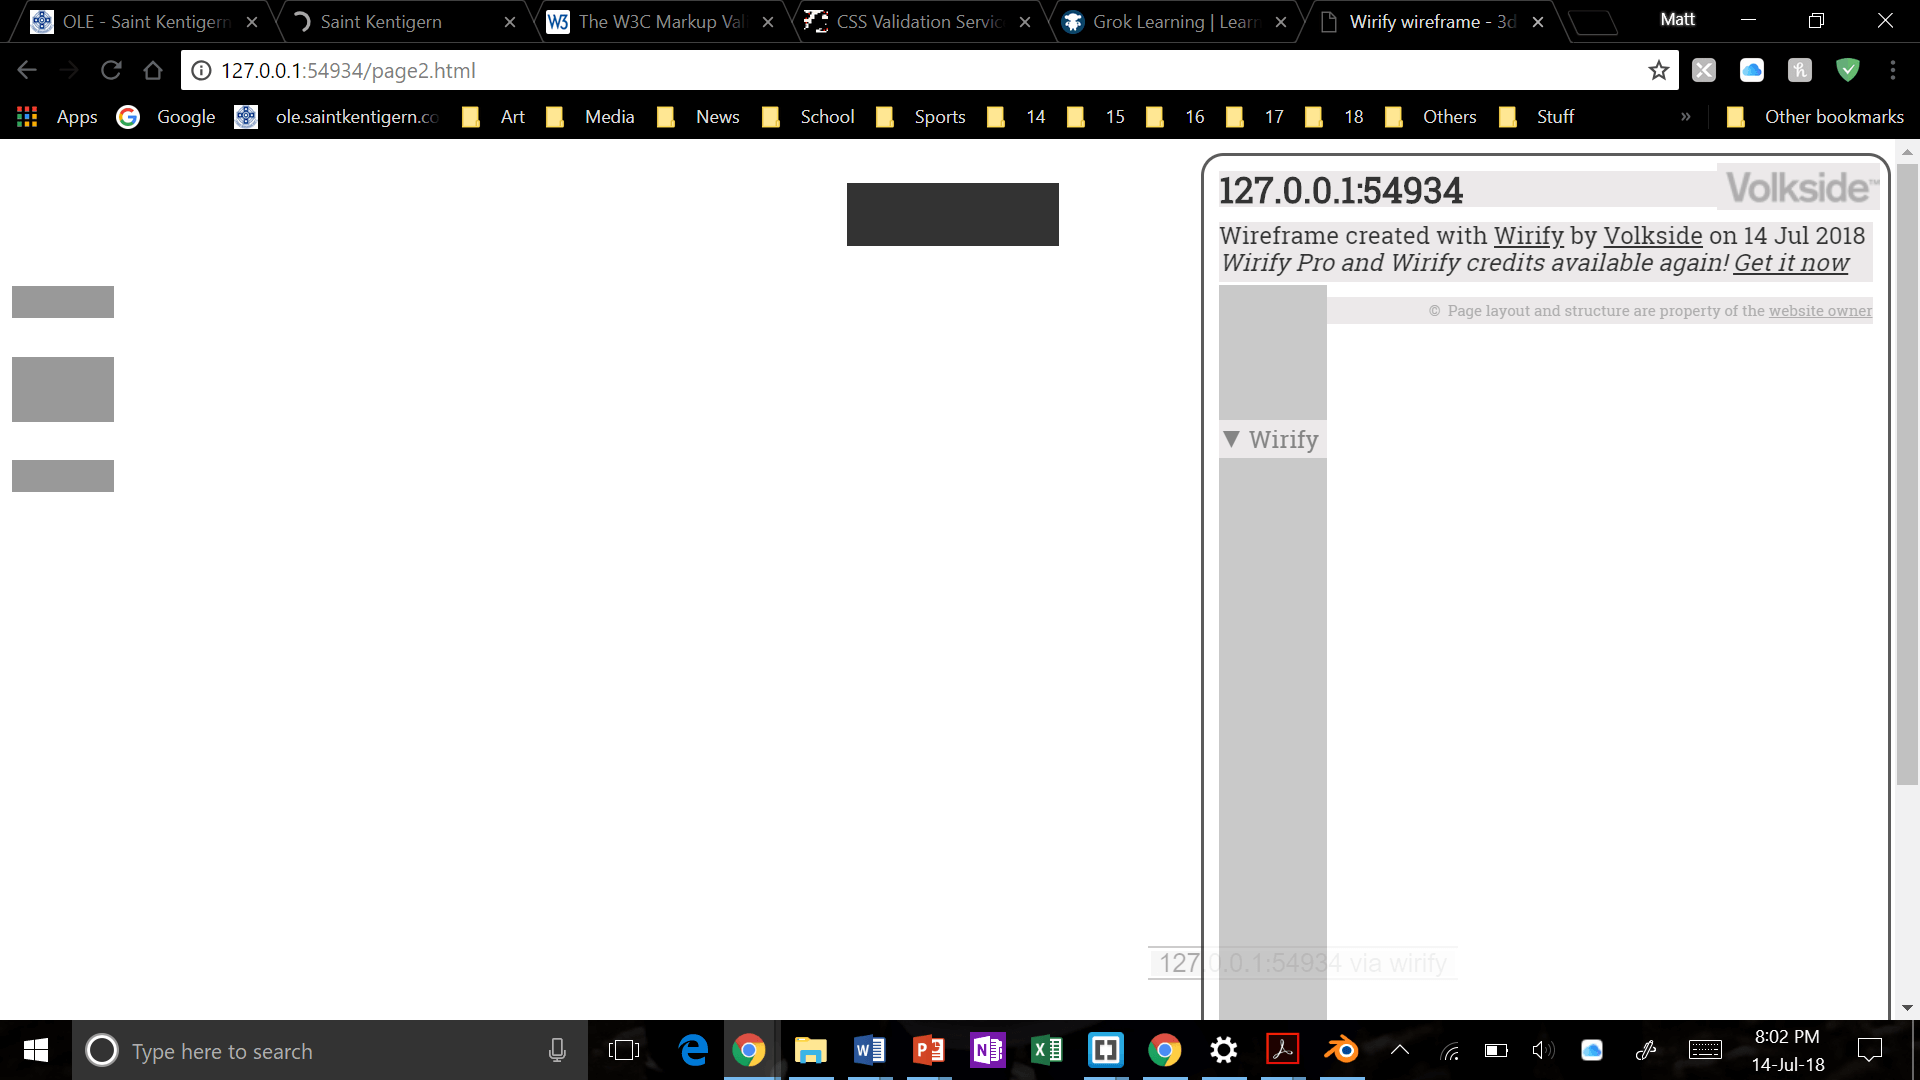 OLE - Saint Kentigern
Saint Kentigern
The W3C Markup Val
CSS Validation Servic
Grok Learning | Learn
Wirify wireframe - 3d
Matt
127.0.0.1:54934/page2.html
Apps
Google
ole.saintkentigern.co
Art
Media
News
School
Sports
14
15
16
17
18
Others
Stuff
»
Other bookmarks
127.0.0.1:54934
Volkside™
Wireframe created with Wirify by Volkside on 14 Jul 2018
Wirify Pro and Wirify credits available again! Get it now
© Page layout and structure are property of the website owner
▼ Wirify
127.0.0.1:54934 via wirify
Type here to search
8:02 PM
14-Jul-18